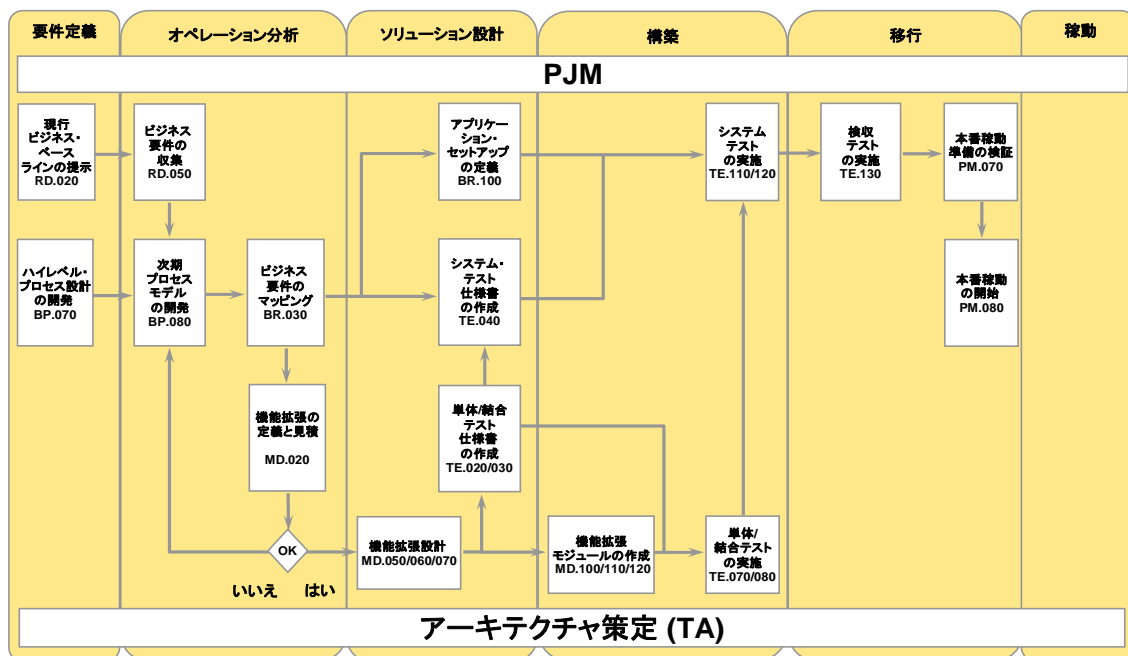 要件定義
オペレーション分析
ソリューション設計
構築
移行
稼動
PJM
現行
ビジネス・
ベース
ラインの提示
RD.020
ビジネス
要件の
収集
RD.050
アプリケー
ション・
セットアップ
の定義
BR.100
システム
テスト
の実施
TE.110/120
検収
テスト
の実施
TE.130
本番稼動
準備の検証
PM.070
ハイレベル・
プロセス設計
の開発
BP.070
次期
プロセス
モデル
の開発
BP.080
ビジネス
要件の
マッピング
BR.030
システム・
テスト
仕様書
の作成
TE.040
本番稼動
の開始
PM.080
機能拡張の
定義と見積
MD.020
単体/結合
テスト
仕様書
の作成
TE.020/030
OK
いいえ
はい
機能拡張設計
MD.050/060/070
機能拡張
モジュールの作成
MD.100/110/120
単体/
結合テスト
の実施
TE.070/080
アーキテクチャ策定 (TA)